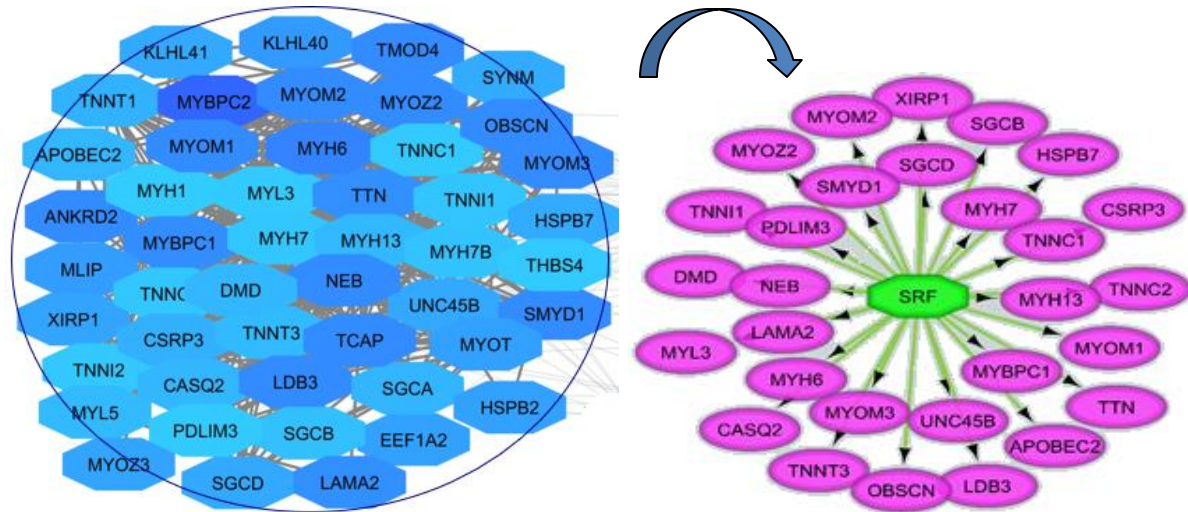 KLHL41
KLHL40
TMOD4
SYNM
TNNT1
MYBPC2
MYOM2
MYOZ2
OBSCN
APOBEC2
MYOM1
MYH6
TNNC1
MYOM3
MYH1
MYL3
TTN
TNNI1
ANKRD2
HSPB7
MYBPC1
MYH7
MYH13
MYH7B
MLIP
THBS4
TNNC
DMD
NEB
UNC45B
SMYD1
XIRP1
CSRP3
TNNT3
TCAP
MYOT
TNNI2
CASQ2
LDB3
SGCA
MYL5
HSPB2
PDLIM3
SGCB
EEF1A2
MYOZ3
SGCD
LAMA2
XIRP1
MYOM2
SGCB
MYOZ2
SGCD
HSPB7
SMYD1
TNNI1
MYH7
CSRP3
PDLIM3
TNNC1
DMD
NEB
SRF
MYH13
TNNC2
LAMA2
MYL3
MYOM1
MYH6
MYBPC1
TTN
CASQ2
MYOM3
UNC45B
APOBEC2
TNNT3
OBSCN
LDB3